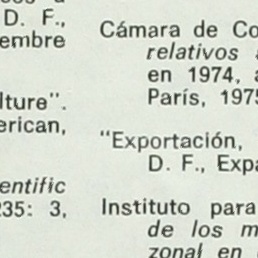 D. F.,
embre
lture".
erican,
entific
235: 3,
Cámara de Co
relativos
en 1974,
París, 1975
"Exportación,
D. F., Expa
Instituto para
de los m
zonal en